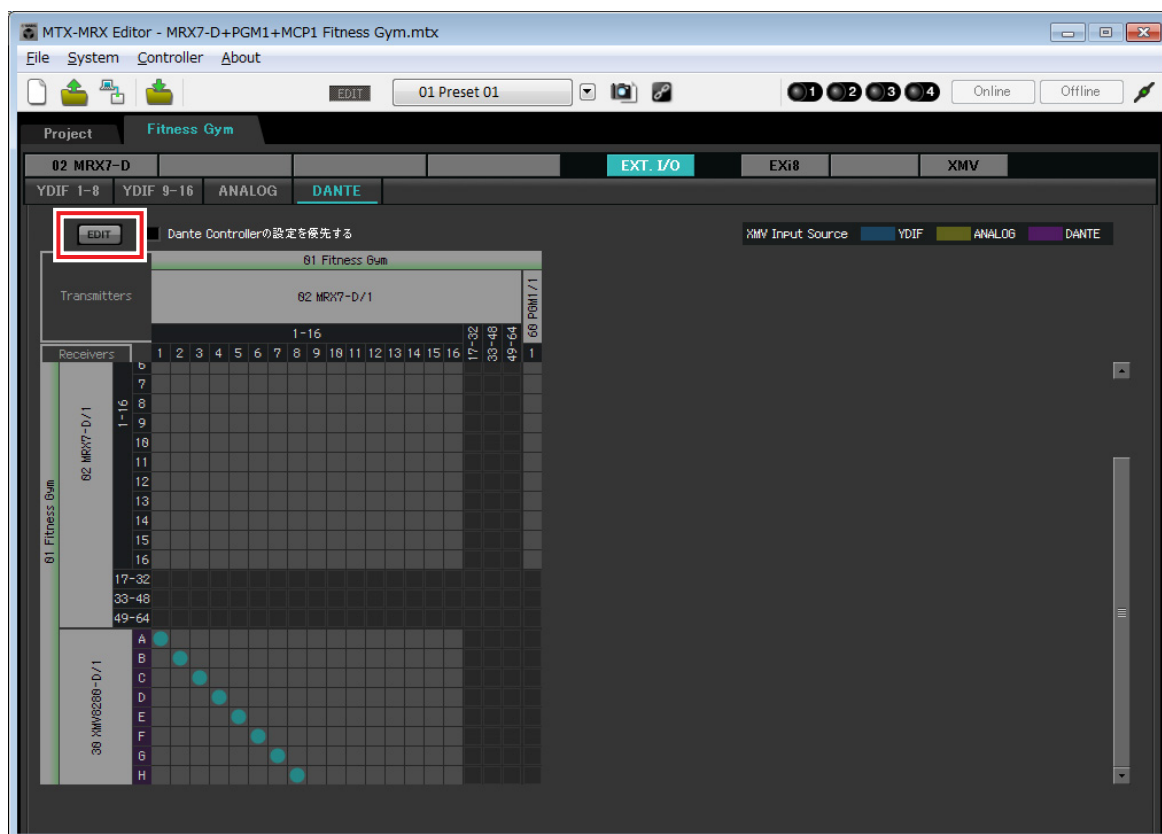 MTX-MRX Editor - MRX7-D+PGM1+MCP1 Fitness Gym.mtx
File System Controller About
EDIT 01 Preset 01 1 2 3 4 Online Offline
Project Fitness Gym
02 MRX7-D EXT. I/O EXi8 XMV
YDIF 1-8 YDIF 9-16 ANALOG DANTE
EDIT Dante Controllerの設定を優先する XMV Input Source YDIF ANALOG DANTE
01 Fitness Gym
Transmitters 02 MRX7-D/1 60 PGM1/1
1-16 17-32 33-48 49-64
Receivers 1 2 3 4 5 6 7 8 9 10 11 12 13 14 15 16 1
01 Fitness Gym
02 MRX7-D/1
1-16
6
7
8
9
10
11
12
13
14
15
16
17-32
33-48
49-64
30 XMV8280-D/1
A
B
C
D
E
F
G
H